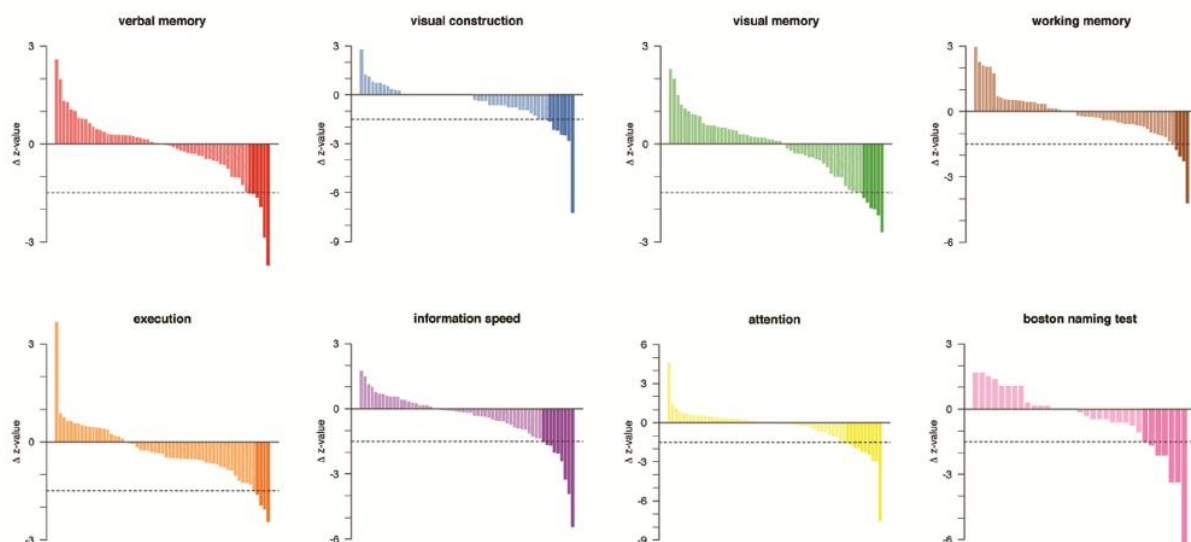 verbal memory
visual construction
visual memory
working memory
3
0
-3
Δ z-value
3
0
-3
-6
-9
Δ z-value
3
0
-3
Δ z-value
3
0
-3
-6
Δ z-value
execution
information speed
attention
boston naming test
3
0
-3
Δ z-value
3
0
-3
-6
Δ z-value
6
3
0
-3
-6
-9
Δ z-value
3
0
-3
-6
Δ z-value